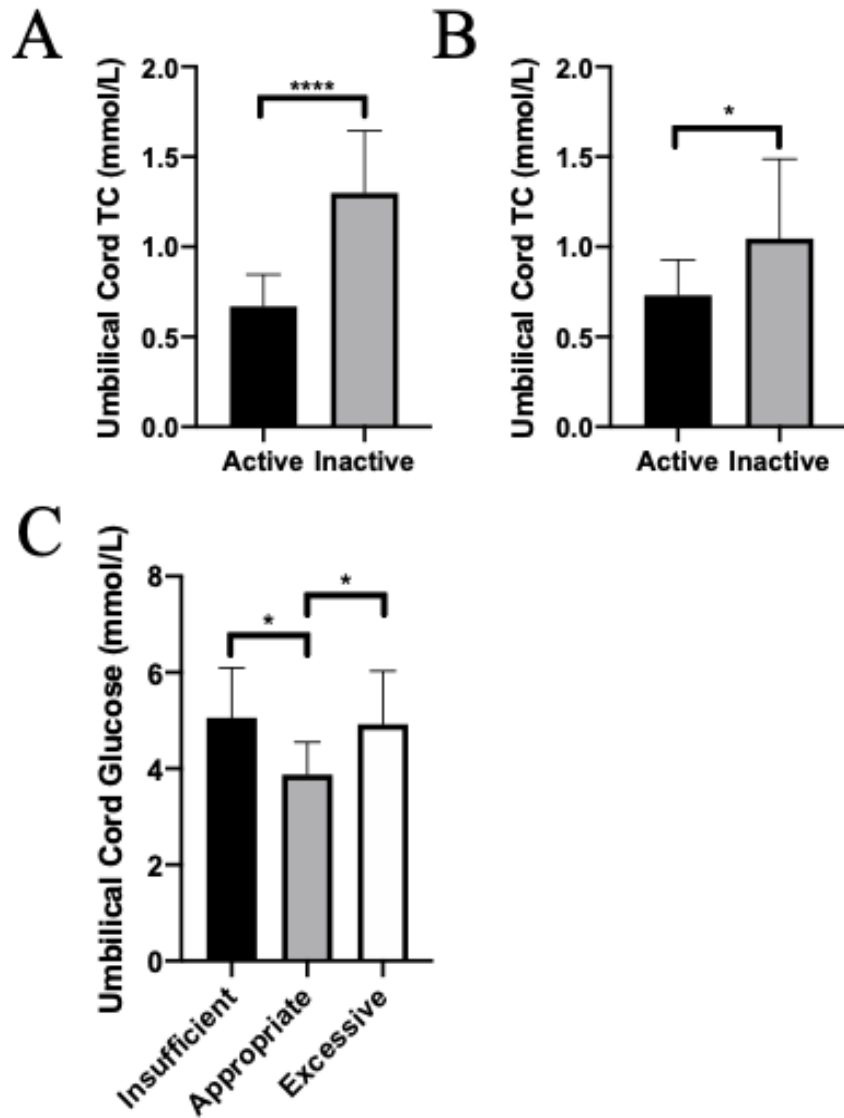 A
Umbilical Cord TC (mmol/L)
2.0
1.5
1.0
0.5
0.0
****
Active Inactive
B
Umbilical Cord TC (mmol/L)
2.0
1.5
1.0
0.5
0.0
*
Active Inactive
C
Umbilical Cord Glucose (mmol/L)
8
6
4
2
0
*
*
Insufficient
Appropriate
Excessive